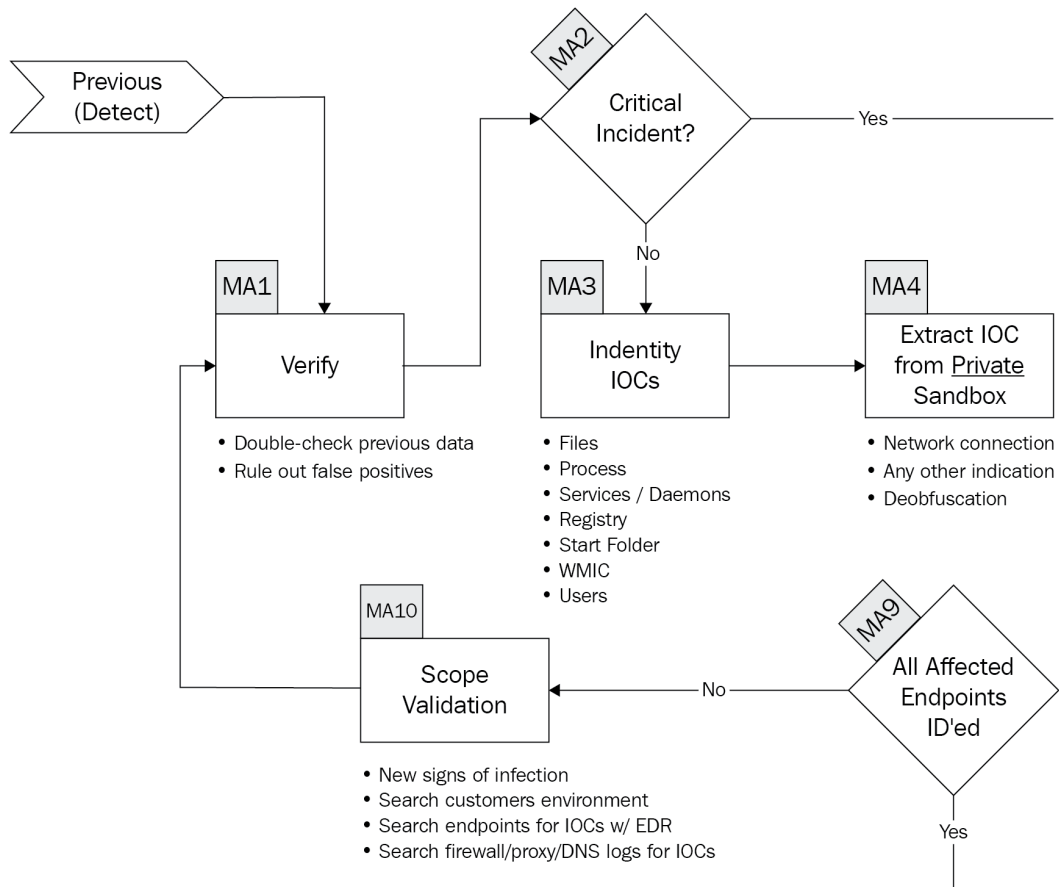 Previous
(Detect)
MA2
Critical
Incident?
Yes
No
MA1
Verify
• Double-check previous data
• Rule out false positives
MA3
Indentity
IOCs
• Files
• Process
• Services / Daemons
• Registry
• Start Folder
• WMIC
• Users
MA4
Extract IOC
from Private
Sandbox
• Network connection
• Any other indication
• Deobfuscation
MA10
Scope
Validation
• New signs of infection
• Search customers environment
• Search endpoints for IOCs w/ EDR
• Search firewall/proxy/DNS logs for IOCs
No
MA9
All Affected
Endpoints
ID'ed
Yes